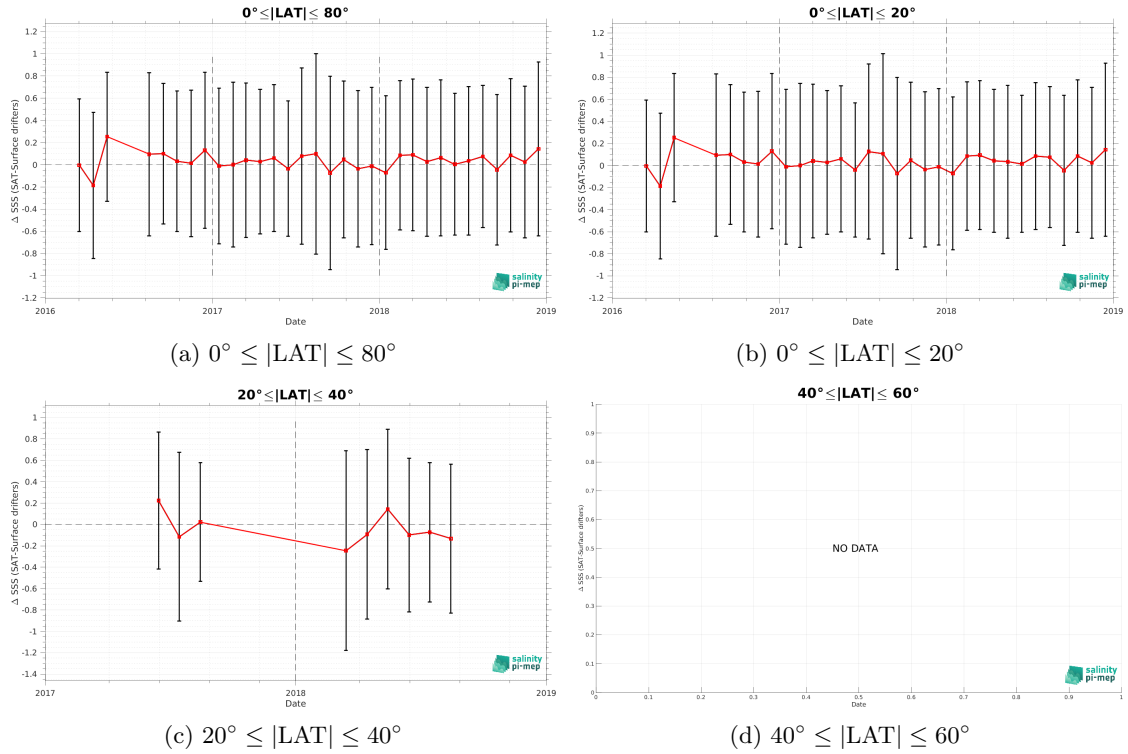 0°≤|LAT|≤ 80°
Δ SSS (SAT-Surface drifters)
1.2
1
0.8
0.6
0.4
0.2
0
-0.2
-0.4
-0.6
-0.8
-1
-1.2
2016
2017
2018
2019
Date
salinity
pi-mep
(a) 0° ≤ |LAT| ≤ 80°
0°≤|LAT|≤ 20°
Δ SSS (SAT-Surface drifters)
1.2
1
0.8
0.6
0.4
0.2
0
-0.2
-0.4
-0.6
-0.8
-1
-1.2
2016
2017
2018
2019
Date
salinity
pi-mep
(b) 0° ≤ |LAT| ≤ 20°
20°≤|LAT|≤ 40°
Δ SSS (SAT-Surface drifters)
1
0.8
0.6
0.4
0.2
0
-0.2
-0.4
-0.6
-0.8
-1
-1.2
-1.4
2017
2018
2019
Date
salinity
pi-mep
(c) 20° ≤ |LAT| ≤ 40°
40°≤|LAT|≤ 60°
Δ SSS (SAT-Surface drifters)
1
0.9
0.8
0.7
0.6
0.5
0.4
0.3
0.2
0.1
0
NO DATA
0
0.1
0.2
0.3
0.4
0.5
0.6
0.7
0.8
0.9
1
Date
salinity
pi-mep
(d) 40° ≤ |LAT| ≤ 60°